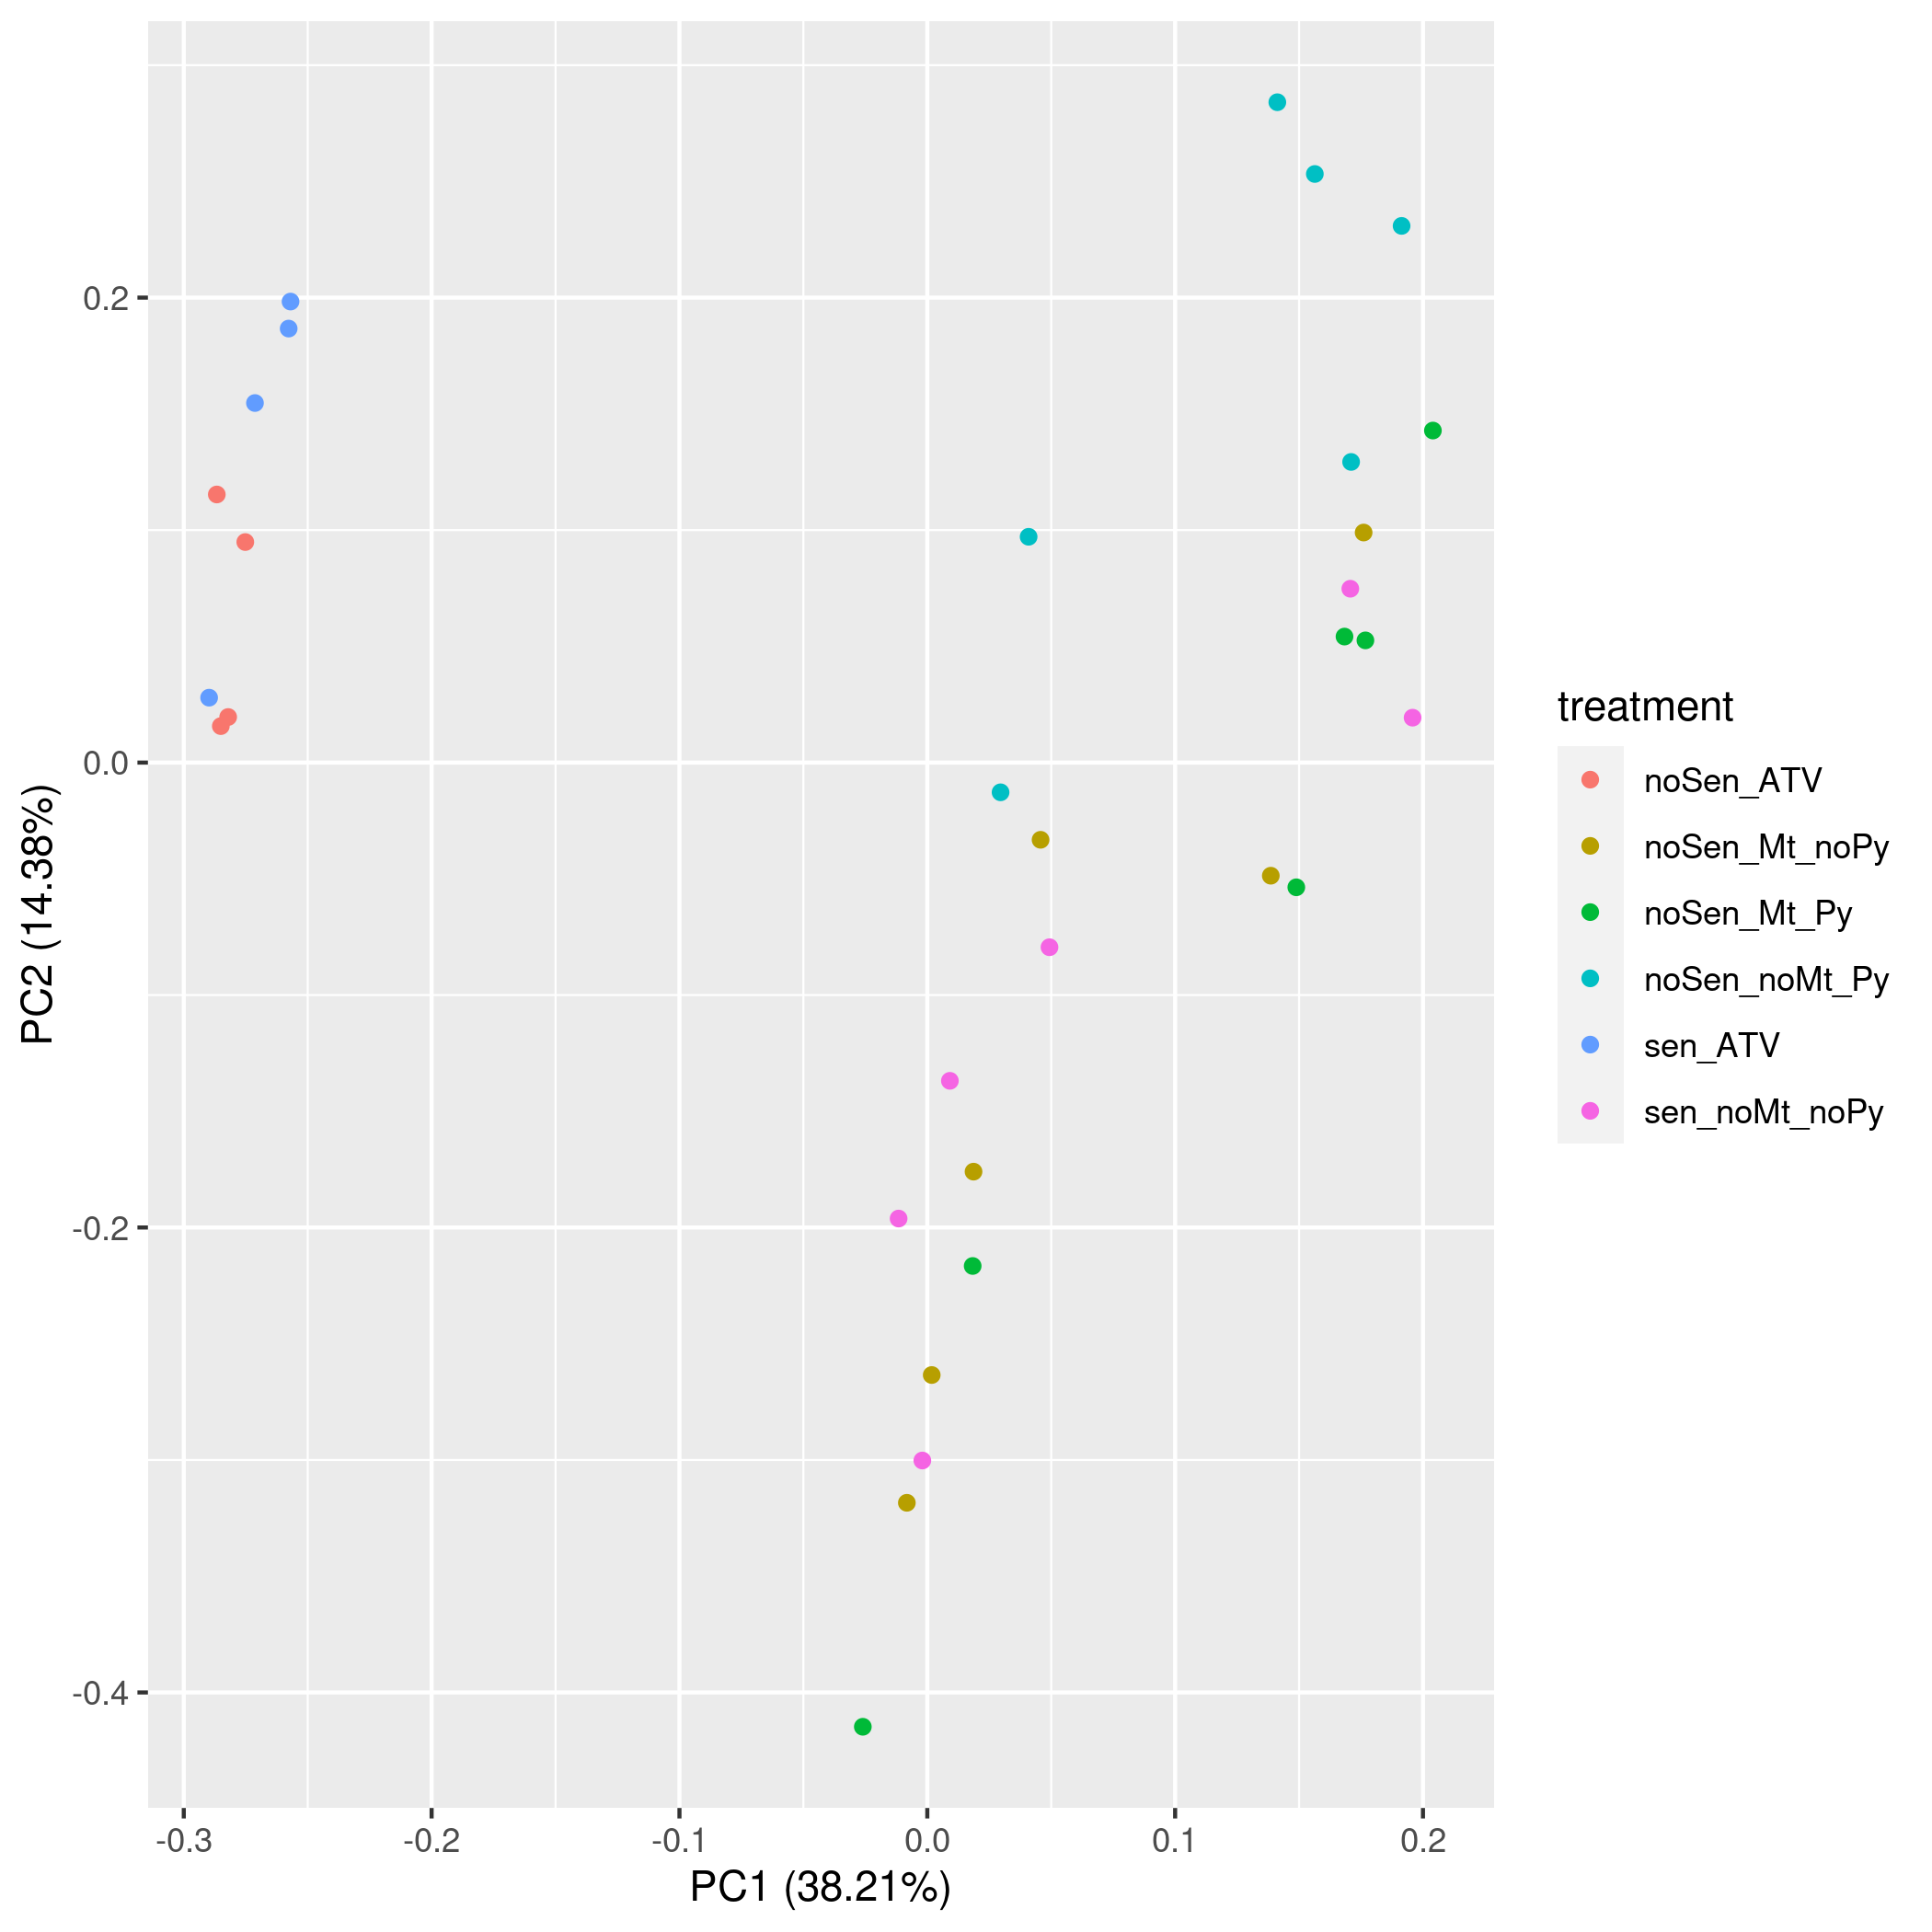 0.2
0.0
-0.2
-0.4
PC2 (14.38%)
-0.3
-0.2
-0.1
0.0
0.1
0.2
PC1 (38.21%)
treatment
noSen_ATV
noSen_Mt_noPy
noSen_Mt_Py
noSen_noMt_Py
sen_ATV
sen_noMt_noPy